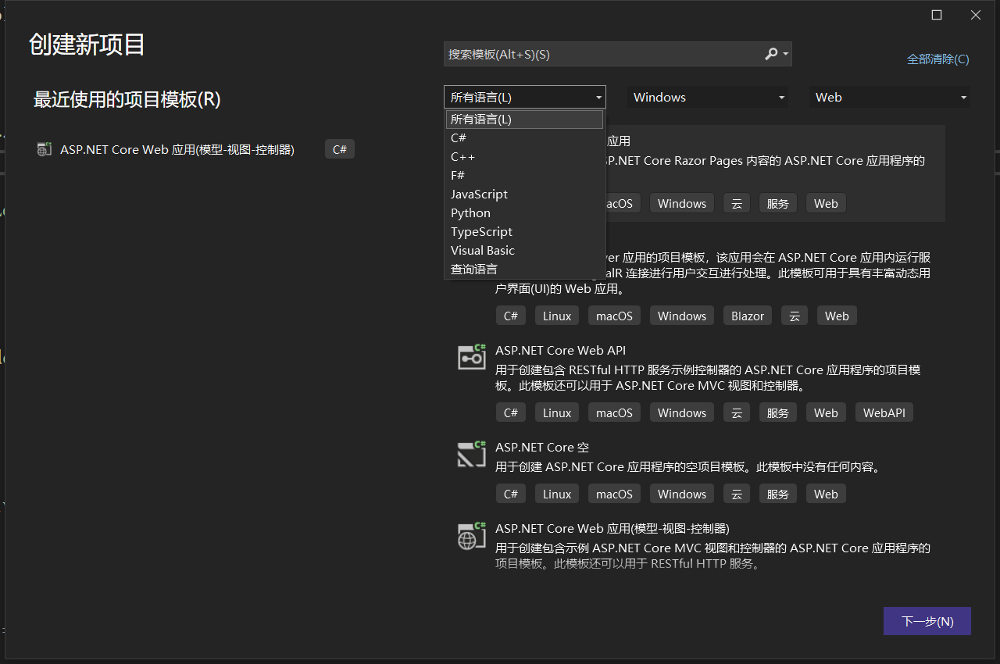 创建新项目
搜索模板(Alt+S)(S)
全部清除(C)
最近使用的项目模板(R)
ASP.NET Core Web 应用(模型-视图-控制器)
C#
所有语言(L)
Windows
Web
所有语言(L)
C#
C++
F#
JavaScript
Python
TypeScript
Visual Basic
查询语言
应用
SP.NET Core Razor Pages 内容的 ASP.NET Core 应用程序的
acOS
Windows
云
服务
Web
ver 应用的项目模板，该应用会在 ASP.NET Core 应用内运行服
alR 连接进行用户交互进行处理。此模板可用于具有丰富动态用
户界面(UI)的 Web 应用。
C#
Linux
macOS
Windows
Blazor
云
Web
ASP.NET Core Web API
用于创建包含 RESTful HTTP 服务示例控制器的 ASP.NET Core 应用程序的项目模
板。此模板还可以用于 ASP.NET Core MVC 视图和控制器。
C#
Linux
macOS
Windows
云
服务
Web
WebAPI
ASP.NET Core 空
用于创建 ASP.NET Core 应用程序的空项目模板。此模板中没有任何内容。
C#
Linux
macOS
Windows
云
服务
Web
ASP.NET Core Web 应用(模型-视图-控制器)
用于创建包含示例 ASP.NET Core MVC 视图和控制器的 ASP.NET Core 应用程序的
项目模板。此模板还可以用于 RESTful HTTP 服务。
下一步(N)